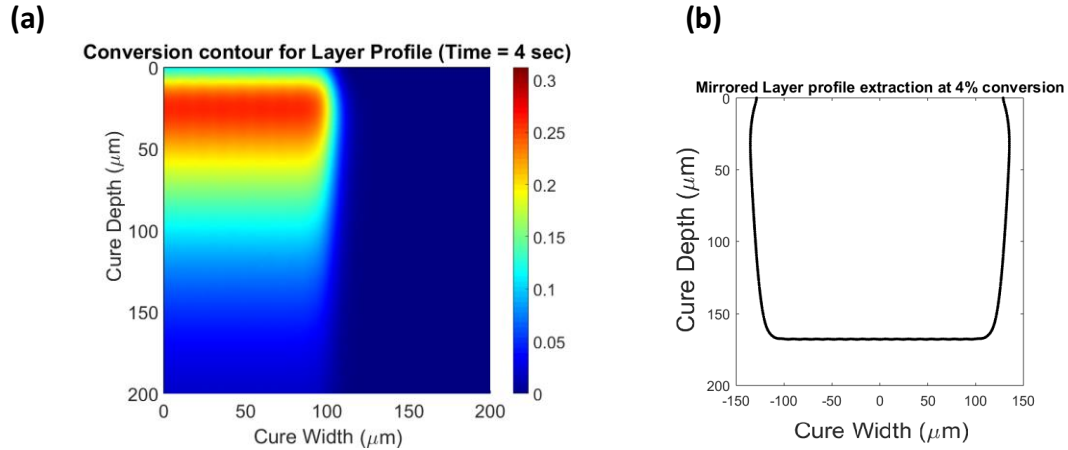 (a)
Conversion contour for Layer Profile (Time = 4 sec)
0
50
100
150
200
Cure Depth (μm)
0 50 100 150 200
Cure Width (μm)
0.3
0.25
0.2
0.15
0.1
0.05
0
(b)
Mirrored Layer profile extraction at 4% conversion
0
50
100
150
200
Cure Depth (μm)
-150 -100 -50 0 50 100 150
Cure Width (μm)